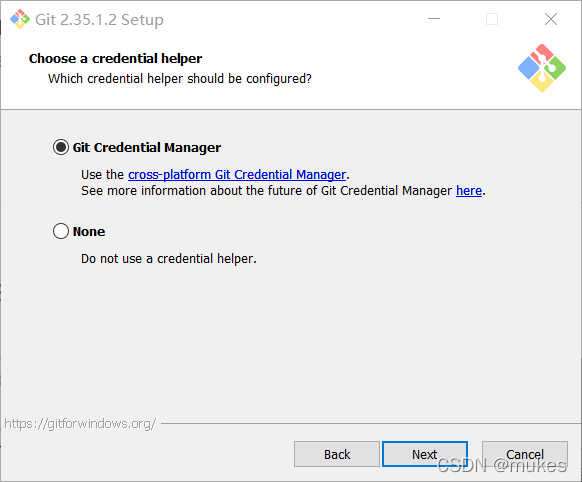 Git 2.35.1.2 Setup
Choose a credential helper
Which credential helper should be configured?
Git Credential Manager
Use the cross-platform Git Credential Manager.
See more information about the future of Git Credential Manager here.
None
Do not use a credential helper.
https://gitforwindows.org/
Back Next Cancel
CSDN @mukes